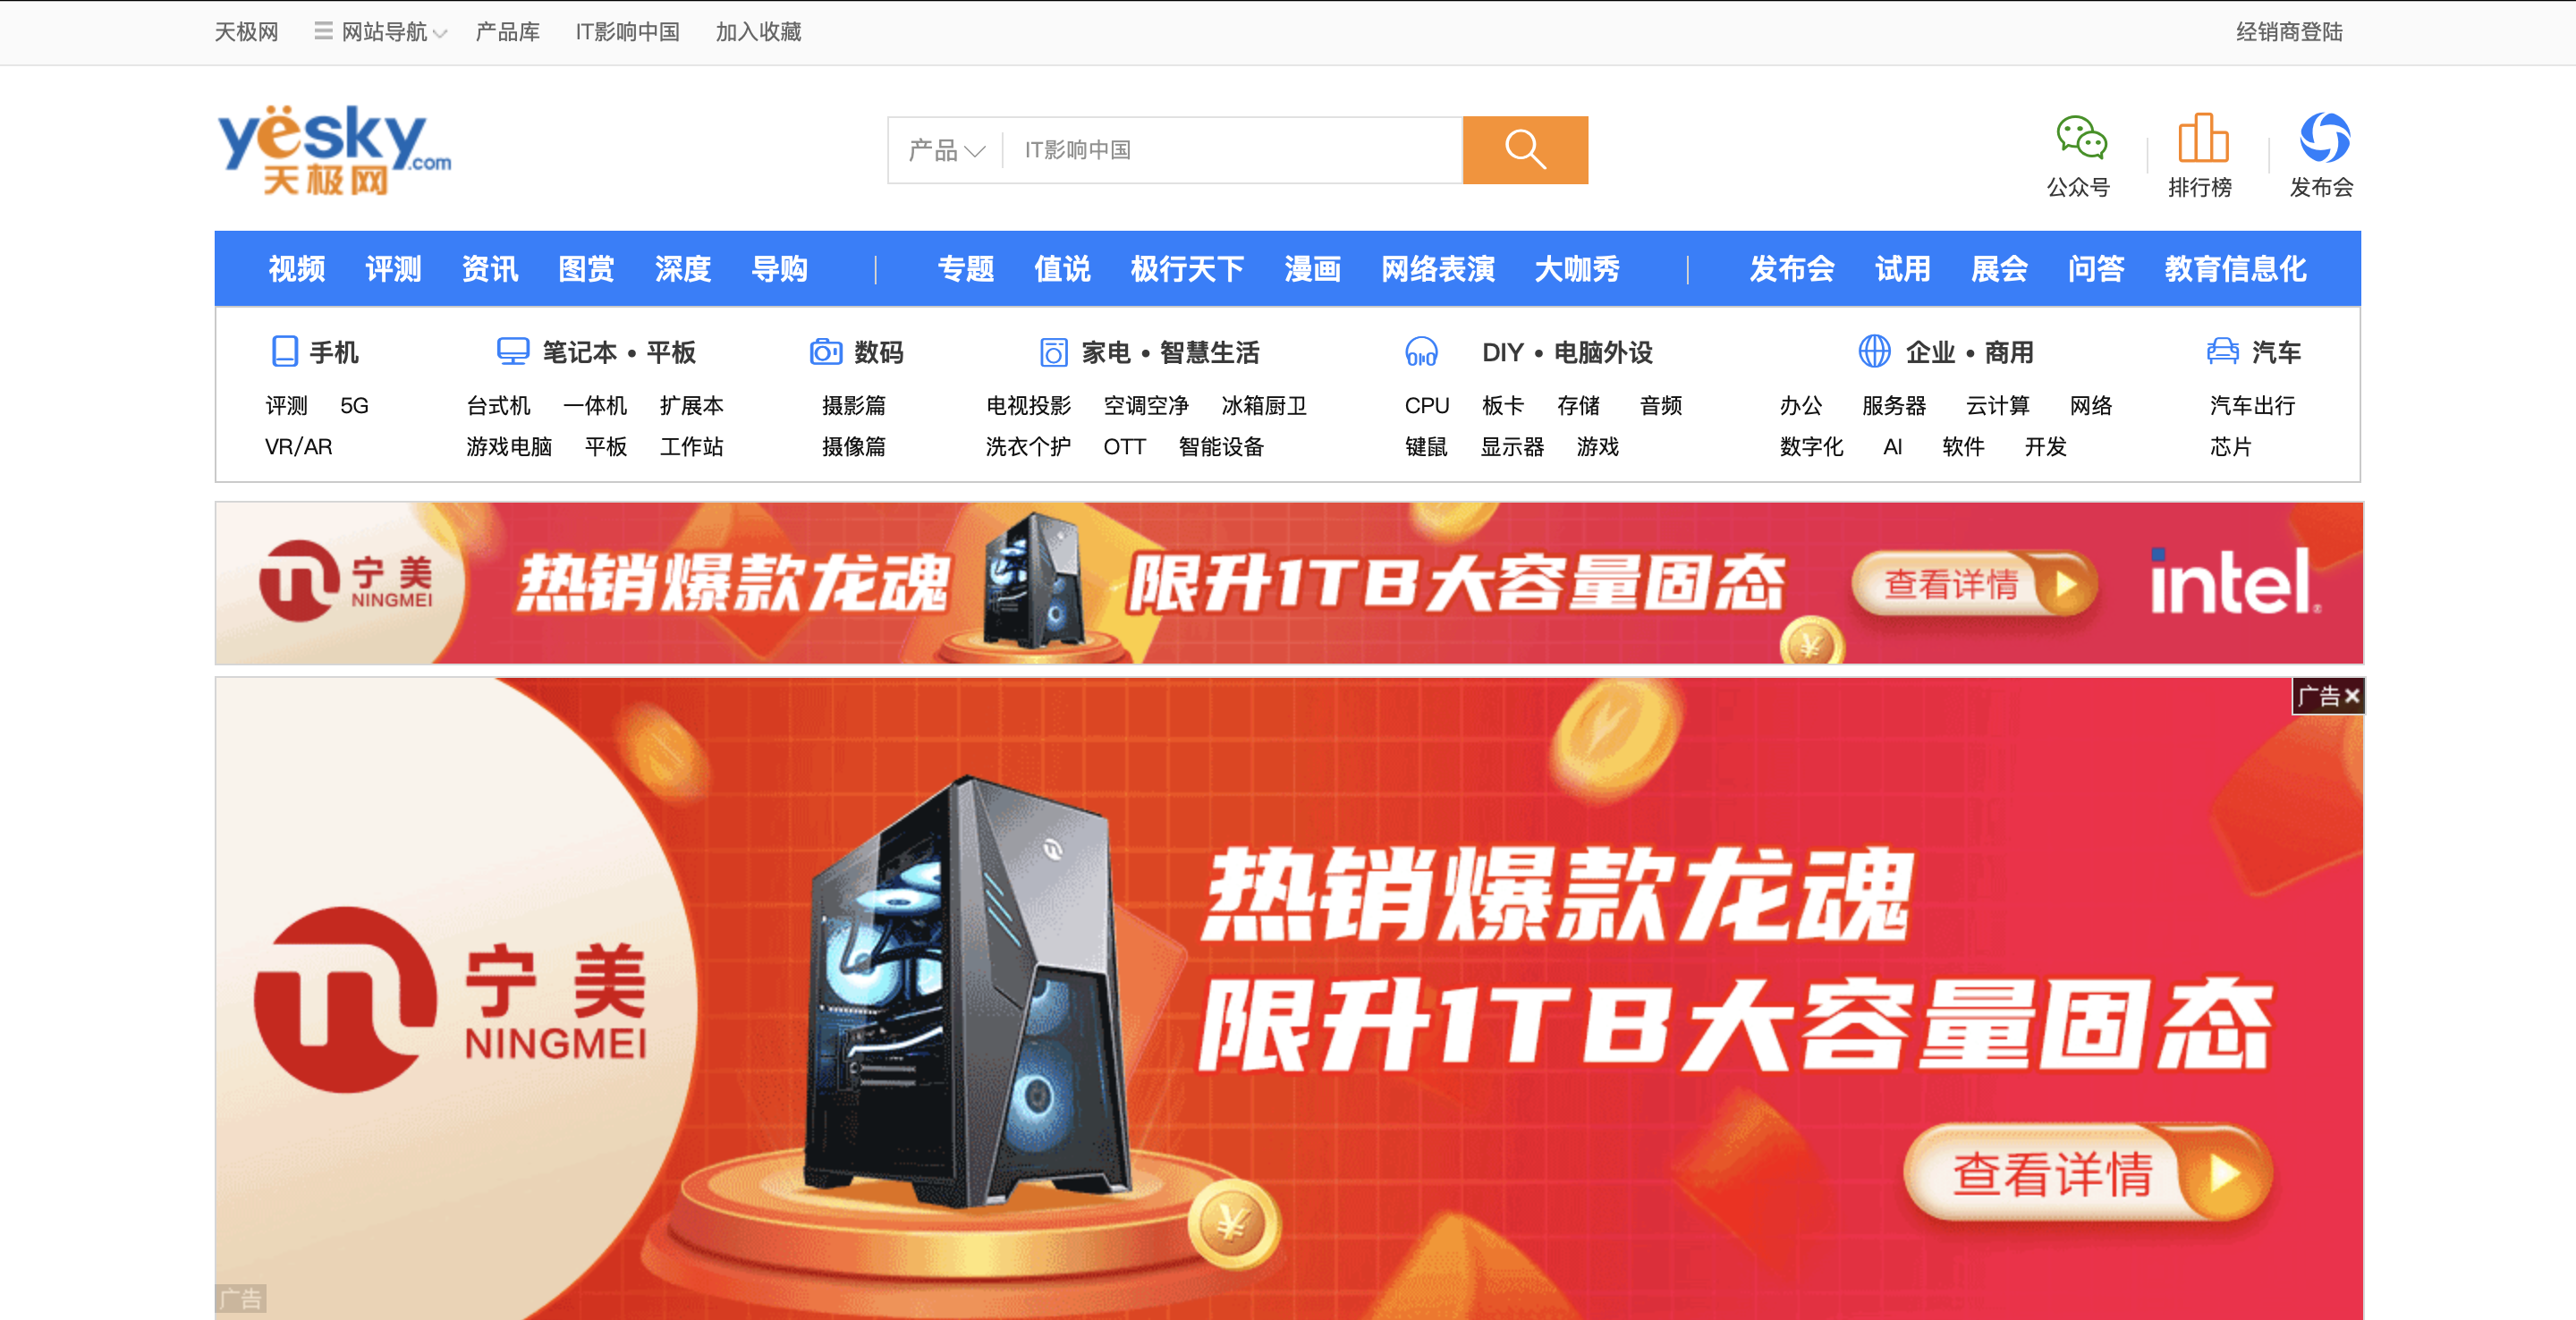 天极网 网站导航 产品库 IT影响中国 加入收藏 经销商登陆
yesky.com
天极网
产品 IT影响中国
公众号 排行榜 发布会
视频 评测 资讯 图赏 深度 导购 | 专题 值说 极行天下 漫画 网络表演 大咖秀 | 发布会 试用 展会 问答 教育信息化
手机 笔记本 • 平板 数码 家电 • 智慧生活 DIY • 电脑外设 企业 • 商用 汽车
评测 5G 台式机 一体机 扩展本 摄影篇 电视投影 空调空净 冰箱厨卫 CPU 板卡 存储 音频 办公 服务器 云计算 网络 汽车出行
VR/AR 游戏电脑 平板 工作站 摄像篇 洗衣个护 OTT 智能设备 键鼠 显示器 游戏 数字化 AI 软件 开发 芯片
宁美 NINGMEI 热销爆款龙魂 限升1TB大容量固态 查看详情 intel®
广告×
热销爆款龙魂
宁美
NINGMEI
限升1TB大容量固态
查看详情
广告